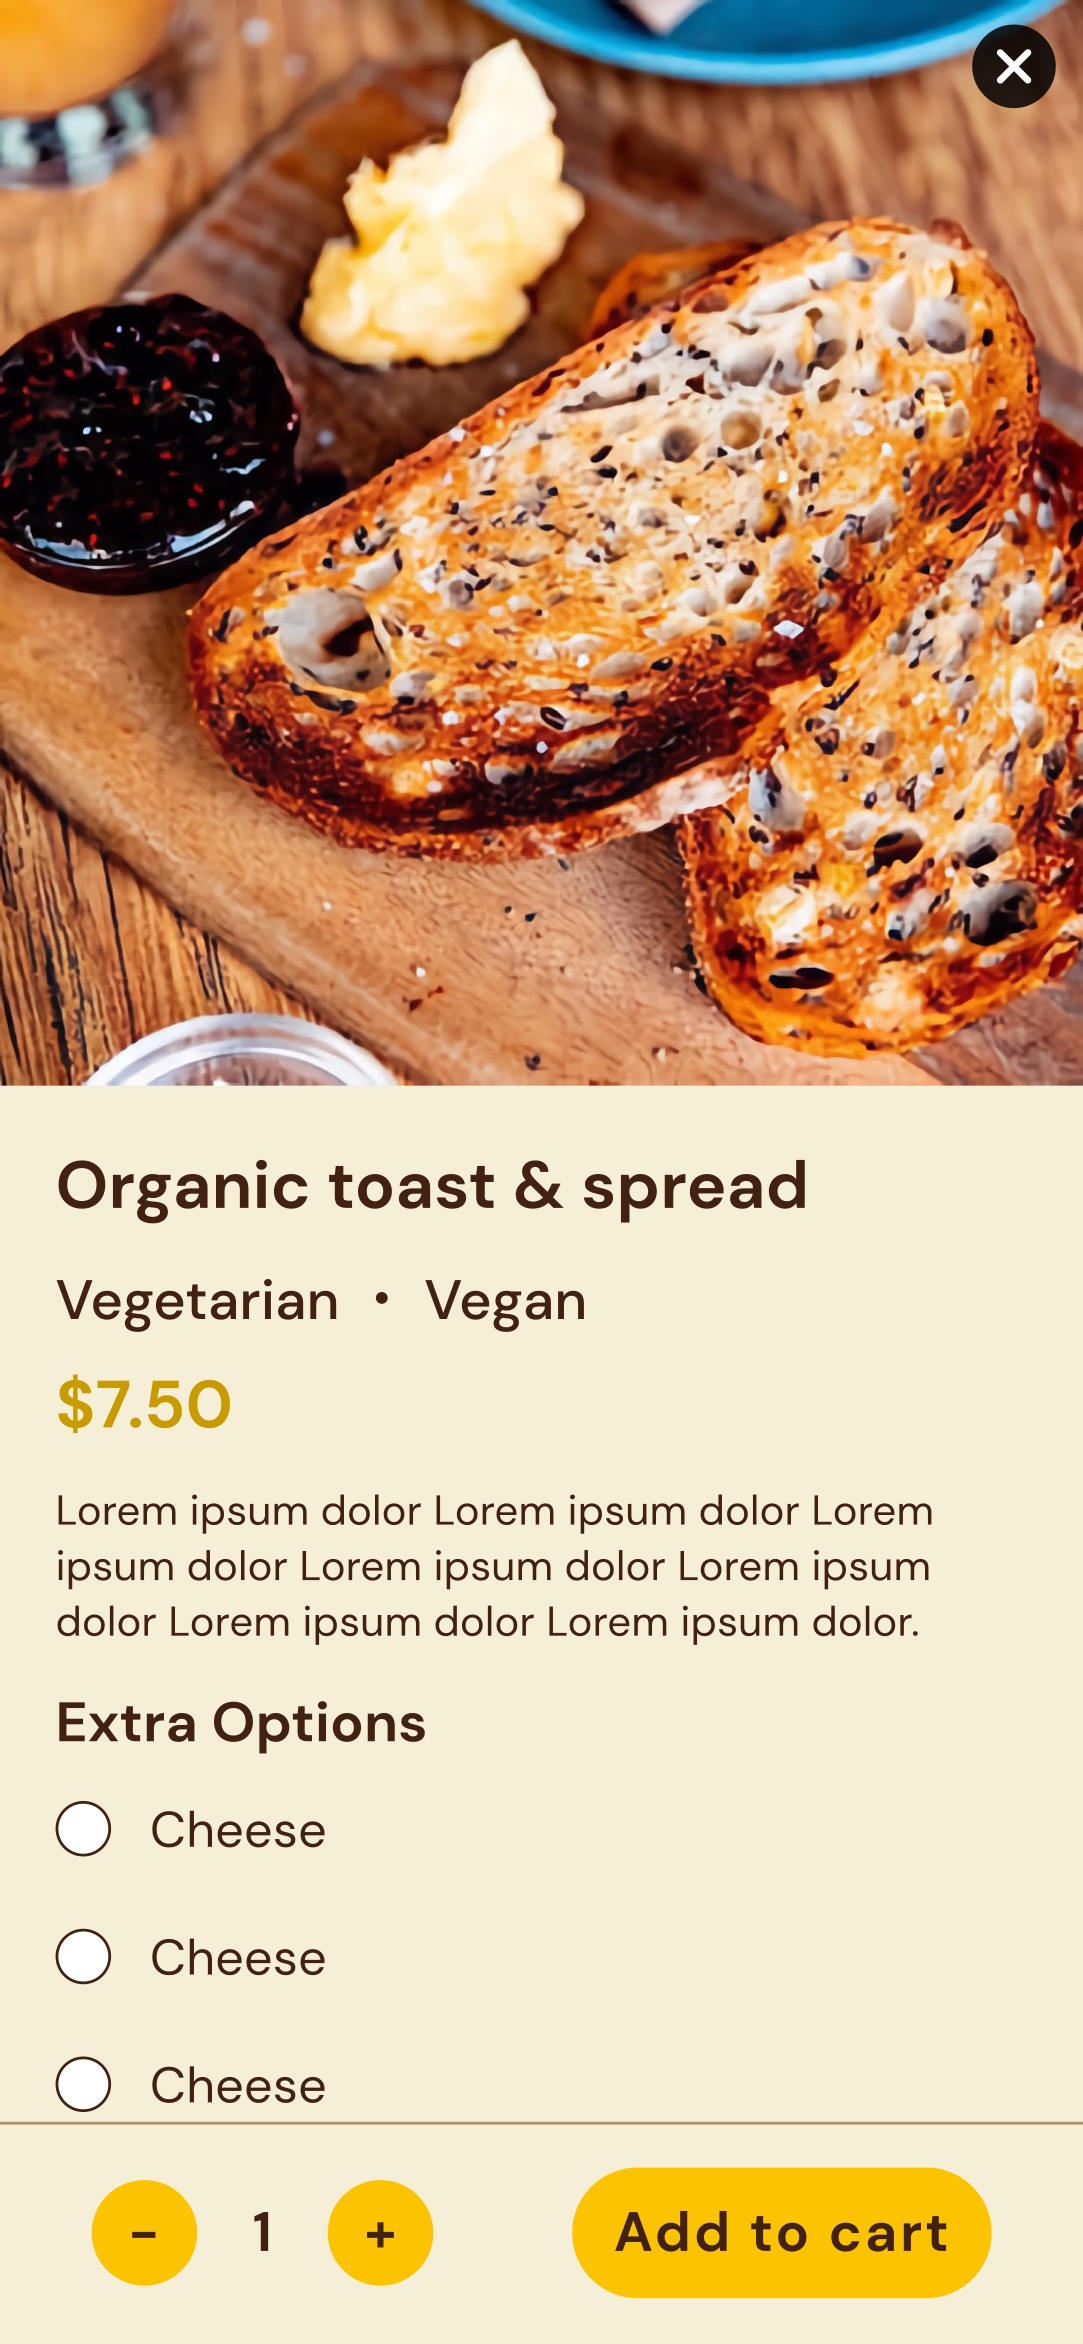 Organic toast & spread
Vegetarian • Vegan
$7.50
Lorem ipsum dolor Lorem ipsum dolor Lorem
ipsum dolor Lorem ipsum dolor Lorem ipsum
dolor Lorem ipsum dolor Lorem ipsum dolor.
Extra Options
Cheese
Cheese
Cheese
− 1 + Add to cart